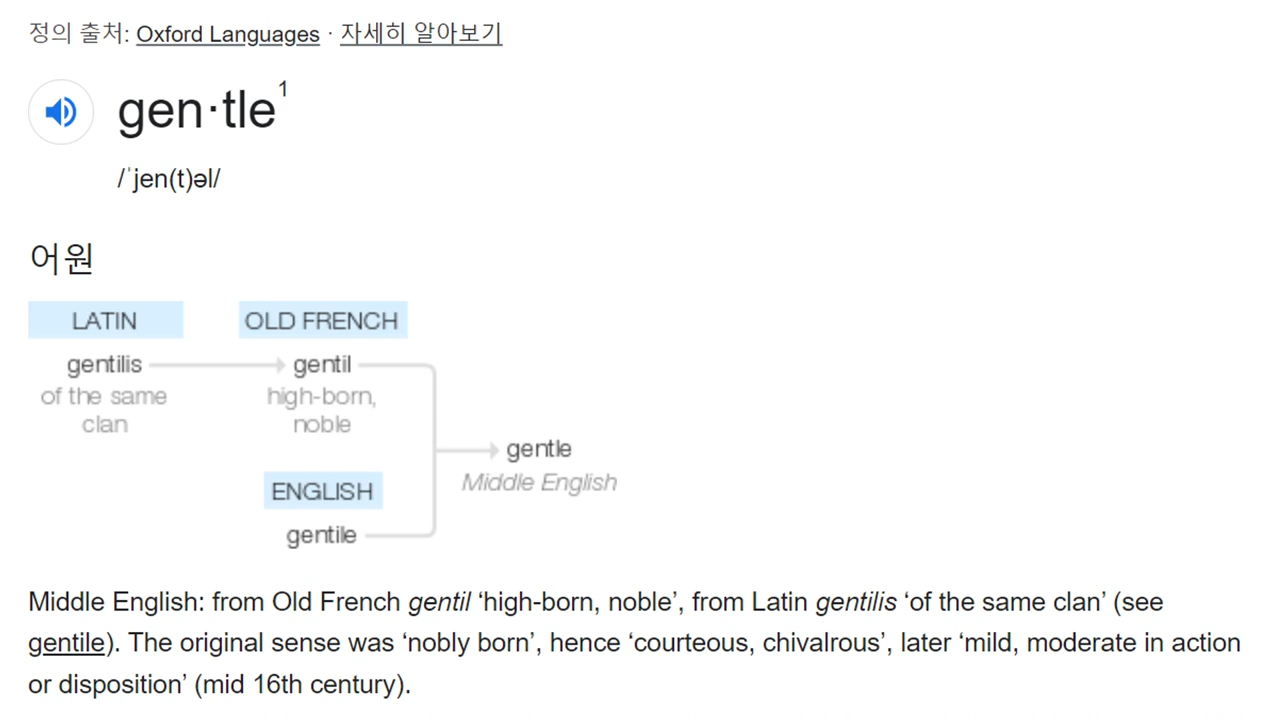 정의 출처: Oxford Languages · 자세히 알아보기
gen·tle¹
/ˈjen(t)əl/
어원
LATIN
OLD FRENCH
gentilis
gentil
of the same
clan
high-born,
noble
gentle
Middle English
ENGLISH
gentile
Middle English: from Old French gentil ‘high-born, noble’, from Latin gentilis ‘of the same clan’ (see
gentile). The original sense was ‘nobly born’, hence ‘courteous, chivalrous’, later ‘mild, moderate in action
or disposition’ (mid 16th century).